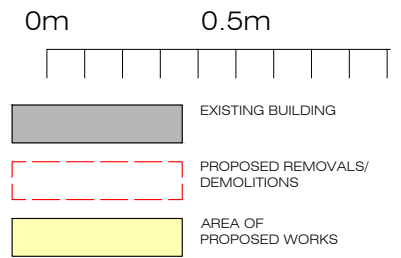 0m 0.5m
EXISTING BUILDING
PROPOSED REMOVALS/
DEMOLITIONS
AREA OF
PROPOSED WORKS